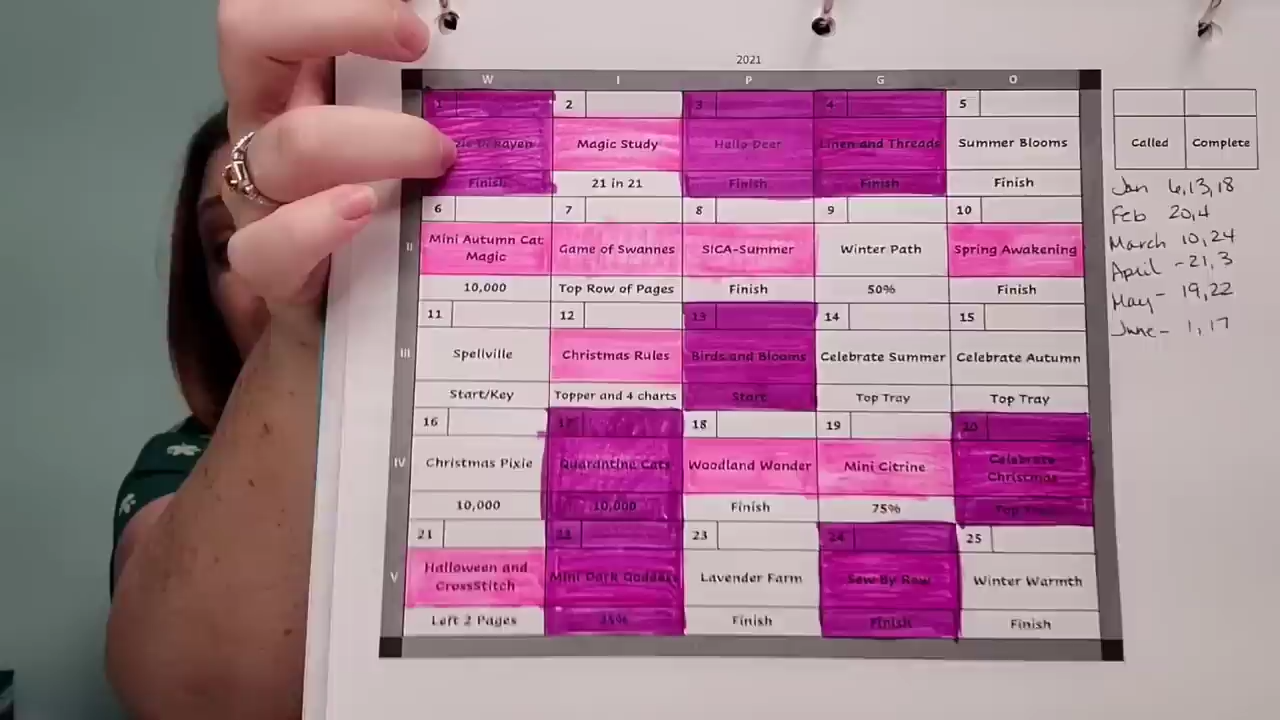 2021
W I P G O
1 2 3 4 5
Magic Study Hello Deer Linen and Threads Summer Blooms
Finish 21 in 21 Finish Finish Finish
6 7 8 9 10
II Mini Autumn Cat Game of Swannes SICA-Summer Winter Path Spring Awakening
Magic
10,000 Top Row of Pages Finish 50% Finish
11 12 13 14 15
III Spellville Christmas Rules Birds and Blooms Celebrate Summer Celebrate Autumn
Start/Key Topper and 4 charts Start Top Tray Top Tray
16 17 18 19 20
IV Christmas Pixie Quarantine Cats Woodland Wonder Mini Citrine Celebrate
Christmas
10,000 10,000 Finish 75% Top Tray
21 22 23 24 25
V Halloween and Mini Dark Goddess Lavender Farm Sew By Row Winter Warmth
CrossStitch
Left 2 Pages Finish Finish Finish
Called Complete
Jan 6,13,18
Feb 20,4
March 10,24
April -21,3
May- 19,22
June- 1,17